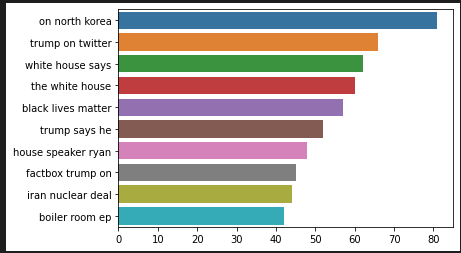 on north korea
trump on twitter
white house says
the white house
black lives matter
trump says he
house speaker ryan
factbox trump on
iran nuclear deal
boiler room ep
0 10 20 30 40 50 60 70 80